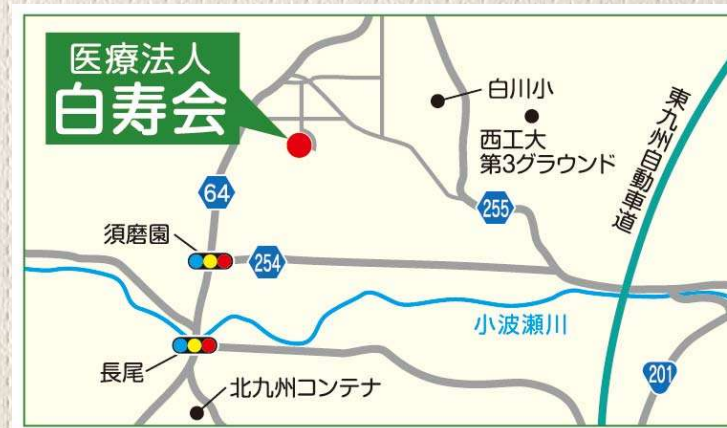 医療法人
白寿会
白川小
西工大
第3グラウンド
東九州自動車道
64
255
須磨園
254
小波瀬川
長尾
201
北九州コンテナ